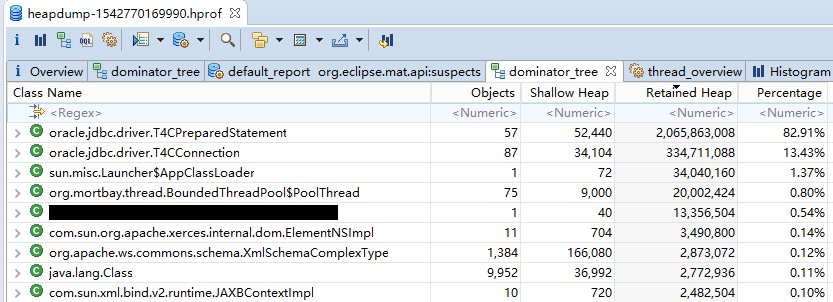 heapdump-1542770169990.hprof
i Overview dominator_tree default_report org.eclipse.mat.api:suspects dominator_tree thread_overview Histogram
Class Name Objects Shallow Heap Retained Heap Percentage
<Regex> <Numeric> <Numeric> <Numeric> <Numeric>
oracle.jdbc.driver.T4CPreparedStatement 57 52,440 2,065,863,008 82.91%
oracle.jdbc.driver.T4CConnection 87 34,104 334,711,088 13.43%
sun.misc.Launcher$AppClassLoader 1 72 34,040,160 1.37%
org.mortbay.thread.BoundedThreadPool$PoolThread 75 9,000 20,002,424 0.80%
1 40 13,356,504 0.54%
com.sun.org.apache.xerces.internal.dom.ElementNSImpl 11 704 3,490,800 0.14%
org.apache.ws.commons.schema.XmlSchemaComplexType 1,384 166,080 2,873,072 0.12%
java.lang.Class 9,952 36,992 2,772,936 0.11%
com.sun.xml.bind.v2.runtime.JAXBContextImpl 10 720 2,482,504 0.10%